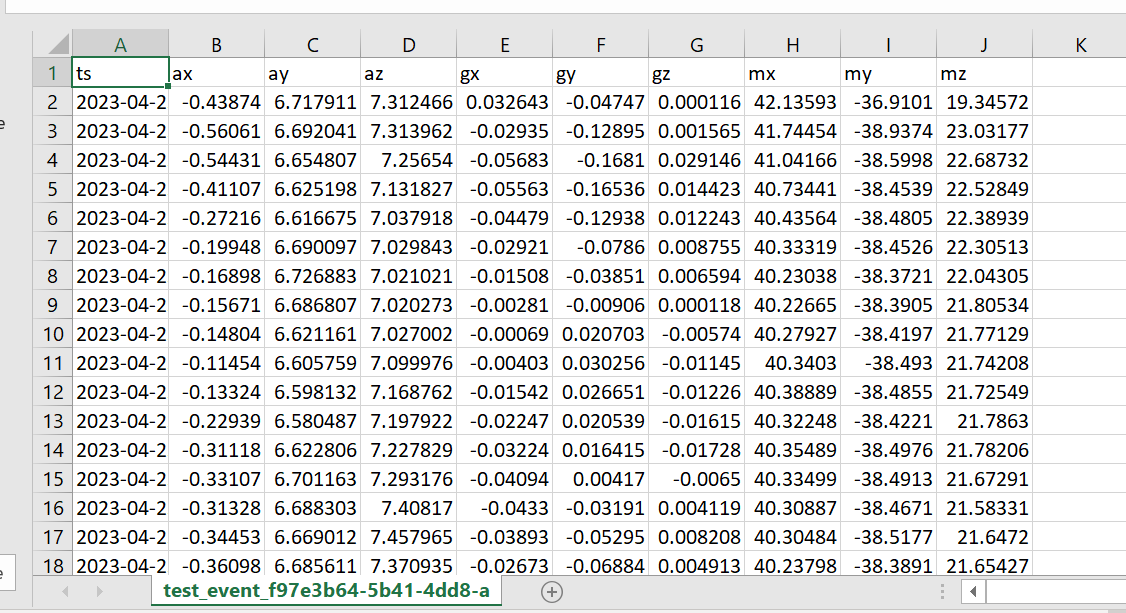 A B C D E F G H I J K
1 ts ax ay az gx gy gz mx my mz
2 2023-04-2 -0.43874 6.717911 7.312466 0.032643 -0.04747 0.000116 42.13593 -36.9101 19.34572
3 2023-04-2 -0.56061 6.692041 7.313962 -0.02935 -0.12895 0.001565 41.74454 -38.9374 23.03177
4 2023-04-2 -0.54431 6.654807 7.25654 -0.05683 -0.1681 0.029146 41.04166 -38.5998 22.68732
5 2023-04-2 -0.41107 6.625198 7.131827 -0.05563 -0.16536 0.014423 40.73441 -38.4539 22.52849
6 2023-04-2 -0.27216 6.616675 7.037918 -0.04479 -0.12938 0.012243 40.43564 -38.4805 22.38939
7 2023-04-2 -0.19948 6.690097 7.029843 -0.02921 -0.0786 0.008755 40.33319 -38.4526 22.30513
8 2023-04-2 -0.16898 6.726883 7.021021 -0.01508 -0.03851 0.006594 40.23038 -38.3721 22.04305
9 2023-04-2 -0.15671 6.686807 7.020273 -0.00281 -0.00906 0.000118 40.22665 -38.3905 21.80534
10 2023-04-2 -0.14804 6.621161 7.027002 -0.00069 0.020703 -0.00574 40.27927 -38.4197 21.77129
11 2023-04-2 -0.11454 6.605759 7.099976 -0.00403 0.030256 -0.01145 40.3403 -38.493 21.74208
12 2023-04-2 -0.13324 6.598132 7.168762 -0.01542 0.026651 -0.01226 40.38889 -38.4855 21.72549
13 2023-04-2 -0.22939 6.580487 7.197922 -0.02247 0.020539 -0.01615 40.32248 -38.4221 21.7863
14 2023-04-2 -0.31118 6.622806 7.227829 -0.03224 0.016415 -0.01728 40.35489 -38.4976 21.78206
15 2023-04-2 -0.33107 6.701163 7.293176 -0.04094 0.00417 -0.0065 40.33499 -38.4913 21.67291
16 2023-04-2 -0.31328 6.688303 7.40817 -0.0433 -0.03191 0.004119 40.30887 -38.4671 21.58331
17 2023-04-2 -0.34453 6.669012 7.457965 -0.03893 -0.05295 0.008208 40.30484 -38.5177 21.6472
18 2023-04-2 -0.36098 6.685611 7.370935 -0.02673 -0.06884 0.004913 40.23798 -38.3891 21.65427
test_event_f97e3b64-5b41-4dd8-a